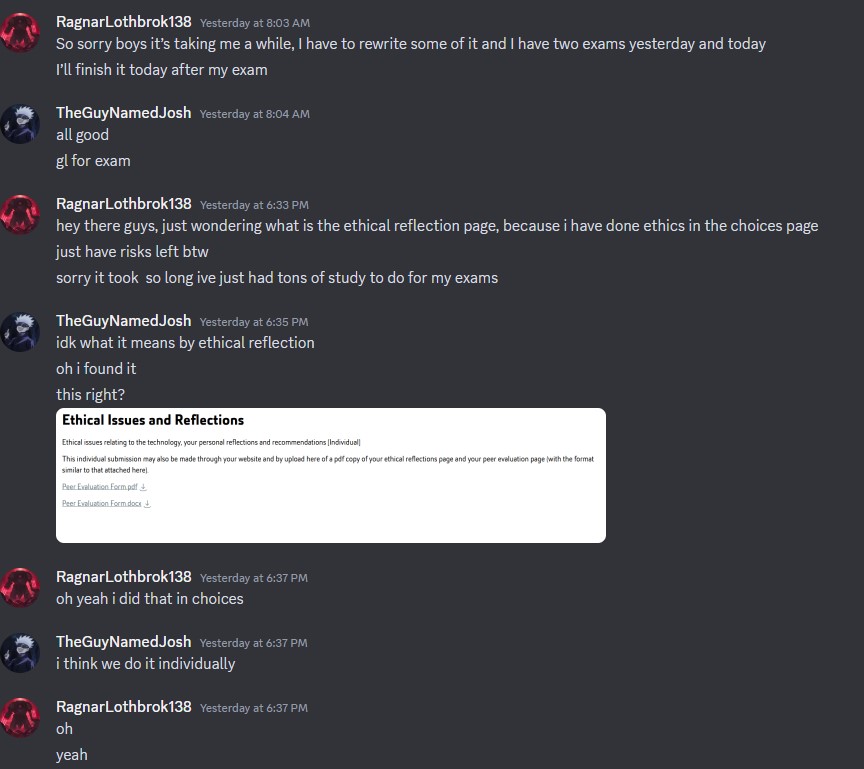 RagnarLothbrok138 Yesterday at 8:03 AM
So sorry boys it's taking me a while, I have to rewrite some of it and I have two exams yesterday and today
I'll finish it today after my exam
TheGuyNamedJosh Yesterday at 8:04 AM
all good
gl for exam
RagnarLothbrok138 Yesterday at 6:33 PM
hey there guys, just wondering what is the ethical reflection page, because i have done ethics in the choices page
just have risks left btw
sorry it took  so long ive just had tons of study to do for my exams
TheGuyNamedJosh Yesterday at 6:35 PM
idk what it means by ethical reflection
oh i found it
this right?
Ethical Issues and Reflections
Ethical issues relating to the technology, your personal reflections and recommendations (Individual)
This individual submission may also be made through your website and by upload here of a pdf copy of your ethical reflections page and your peer evaluation page (with the format
similar to that attached here).
Peer Evaluation Form.pdf
Peer Evaluation Form.docx
RagnarLothbrok138 Yesterday at 6:37 PM
oh yeah i did that in choices
TheGuyNamedJosh Yesterday at 6:37 PM
i think we do it individually
RagnarLothbrok138 Yesterday at 6:37 PM
oh
yeah